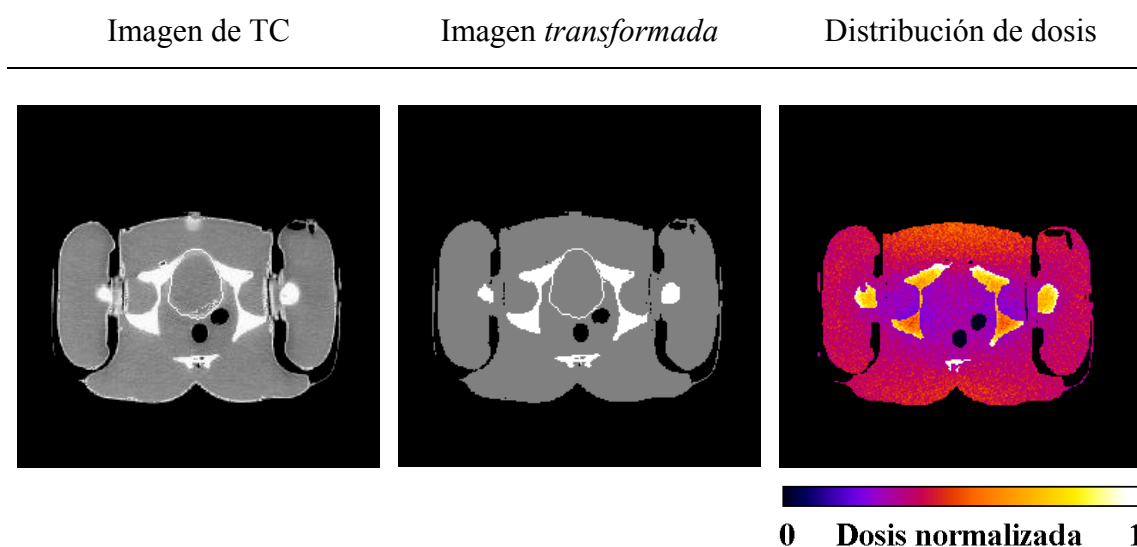 Imagen de TC Imagen transformada Distribución de dosis
0 Dosis normalizada 1